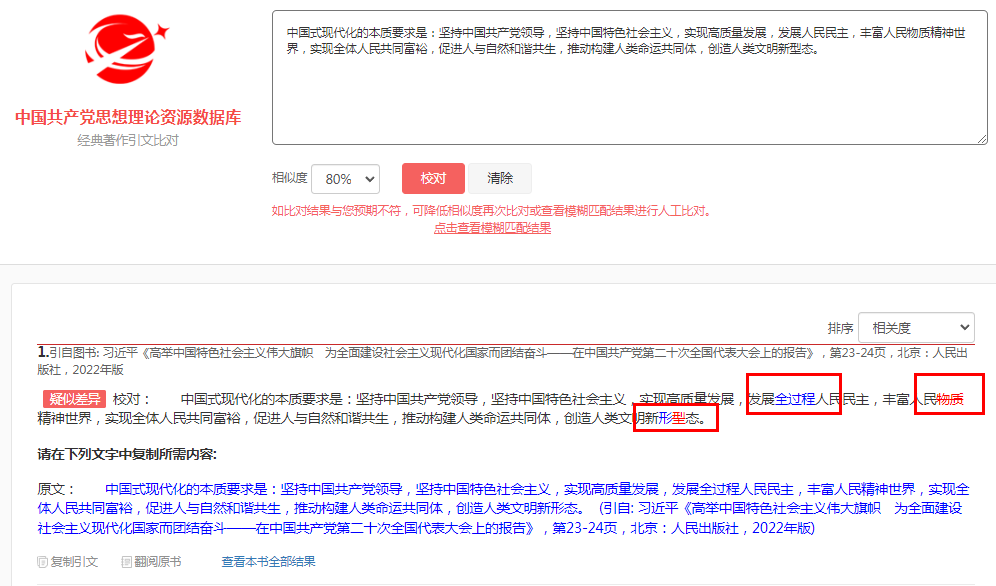 中国式现代化的本质要求是：坚持中国共产党领导，坚持中国特色社会主义，实现高质量发展，发展人民民主，丰富人民物质精神世
界，实现全体人民共同富裕，促进人与自然和谐共生，推动构建人类命运共同体，创造人类文明新型态。
中国共产党思想理论资源数据库
经典著作引文比对
相似度 80% 校对 清除
如比对结果与您预期不符，可降低相似度再次比对或查看模糊匹配结果进行人工比对。
点击查看模糊匹配结果
排序 相关度
1.引自图书: 习近平《高举中国特色社会主义伟大旗帜　为全面建设社会主义现代化国家而团结奋斗——在中国共产党第二十次全国代表大会上的报告》，第23-24页，北京：人民出
版社，2022年版
疑似差异 校对： 中国式现代化的本质要求是：坚持中国共产党领导，坚持中国特色社会主义，实现高质量发展，发展全过程人民民主，丰富人民物质
精神世界，实现全体人民共同富裕，促进人与自然和谐共生，推动构建人类命运共同体，创造人类文明新形型态。
请在下列文字中复制所需内容:
原文： 中国式现代化的本质要求是：坚持中国共产党领导，坚持中国特色社会主义，实现高质量发展，发展全过程人民民主，丰富人民精神世界，实现全
体人民共同富裕，促进人与自然和谐共生，推动构建人类命运共同体，创造人类文明新形态。 (引自: 习近平《高举中国特色社会主义伟大旗帜　为全面建设
社会主义现代化国家而团结奋斗——在中国共产党第二十次全国代表大会上的报告》，第23-24页，北京：人民出版社，2022年版)
复制引文 翻阅原书 查看本书全部结果